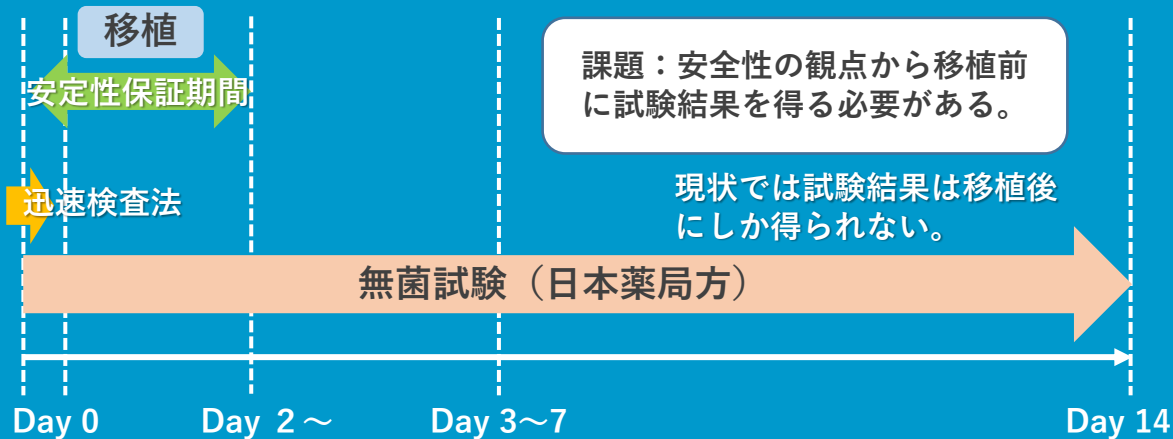 移植
安定性保証期間
課題：安全性の観点から移植前
に試験結果を得る必要がある。
迅速検査法
現状では試験結果は移植後
にしか得られない。
無菌試験（日本薬局方）
Day 0
Day ２～
Day 3～7
Day 14